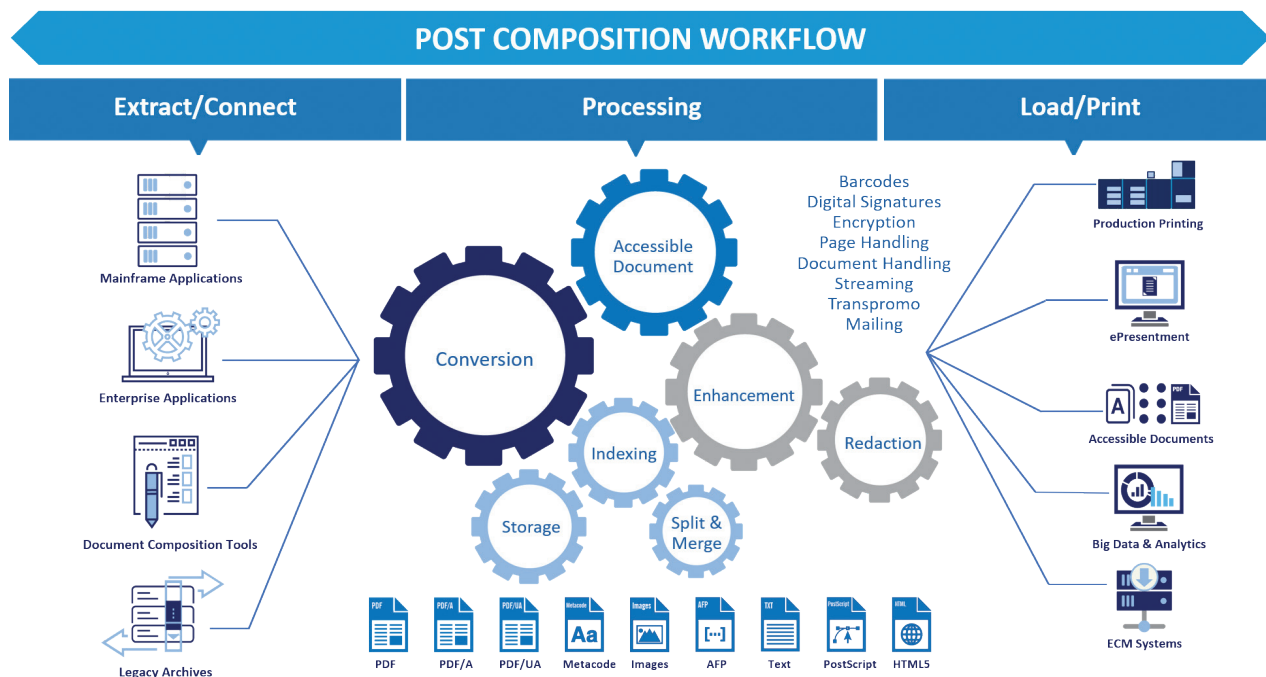 POST COMPOSITION WORKFLOW
Extract/Connect
Processing
Load/Print
Mainframe Applications
Enterprise Applications
Document Composition Tools
Legacy Archives
Accessible
Document
Conversion
Enhancement
Indexing
Redaction
Storage
Split &
Merge
Barcodes
Digital Signatures
Encryption
Page Handling
Document Handling
Streaming
Transpromo
Mailing
Production Printing
ePresentment
A
PDF
Accessible Documents
Big Data & Analytics
ECM Systems
PDF
PDF/A
PDF/UA
Metacode
Images
AFP
TXT
PostScript
HTML
Aa
[...]
PDF
PDF/A
PDF/UA
Metacode
Images
AFP
Text
PostScript
HTML5